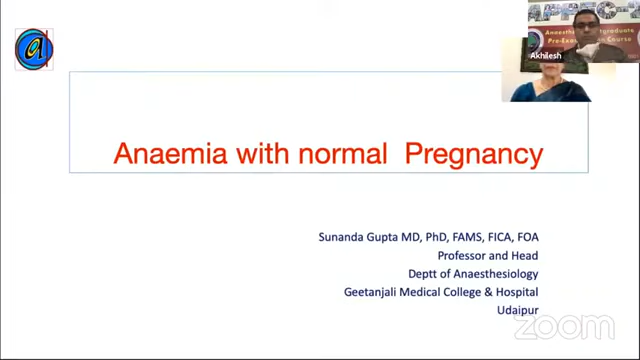 Akhilesh
Anaemia with normal Pregnancy
Sunanda Gupta MD, PhD, FAMS, FICA, FOA
Professor and Head
Deptt of Anaesthesiology
Geetanjali Medical College & Hospital
Udaipur
zoom